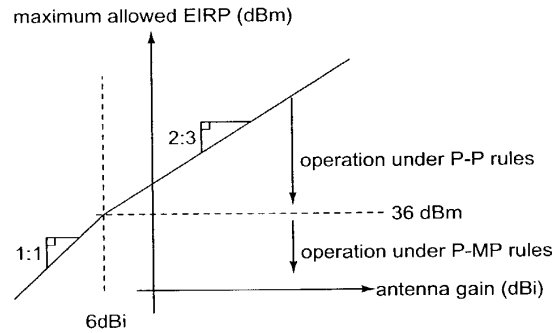 maximum allowed EIRP (dBm)
2:3
operation under P-P rules
36 dBm
1:1
operation under P-MP rules
antenna gain (dBi)
6dBi